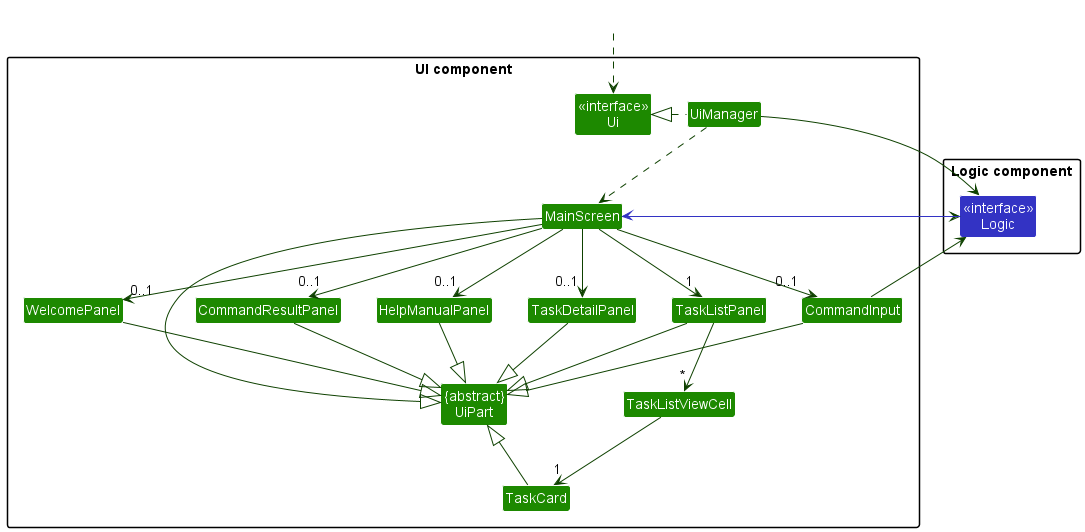 UI component
«interface»
Ui
UiManager
Logic component
«interface»
Logic
MainScreen
0..1
0..1
0..1
0..1
1
0..1
WelcomePanel
CommandResultPanel
HelpManualPanel
TaskDetailPanel
TaskListPanel
CommandInput
*
{abstract}
UiPart
TaskListViewCell
1
TaskCard